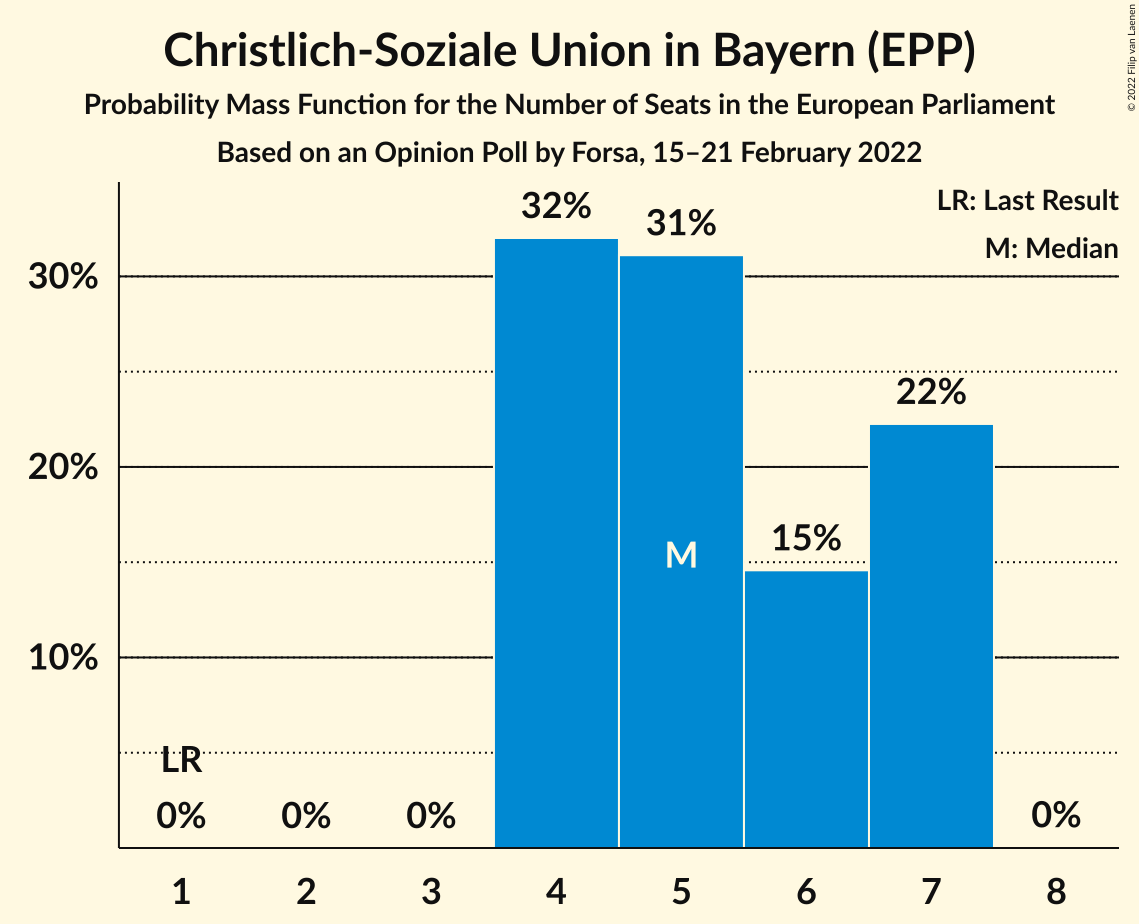 Christlich-Soziale Union in Bayern (EPP)
Probability Mass Function for the Number of Seats in the European Parliament
Based on an Opinion Poll by Forsa, 15–21 February 2022
© 2022 Filip van Laenen
LR: Last Result
M: Median
32%
31%
30%
22%
20%
15%
M
10%
LR
0%
0%
0%
0%
1
2
3
4
5
6
7
8